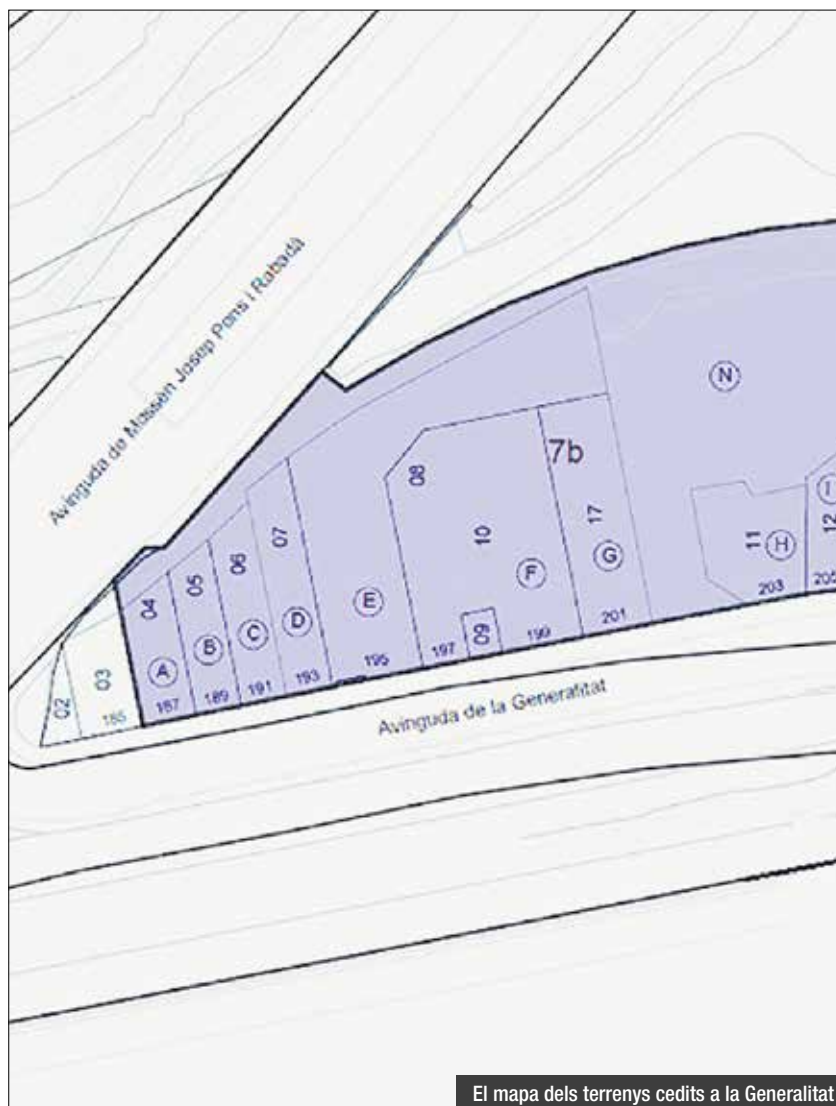 Avinguda de Mossèn Josep Pons i Rabadà
N
7b
08
07
10
17
06
05
04
11
H
I
12
G
F
E
D
C
B
A
03
02
09
185
187
189
191
193
195
197
199
201
203
205
Avinguda de la Generalitat
El mapa dels terrenys cedits a la Generalitat